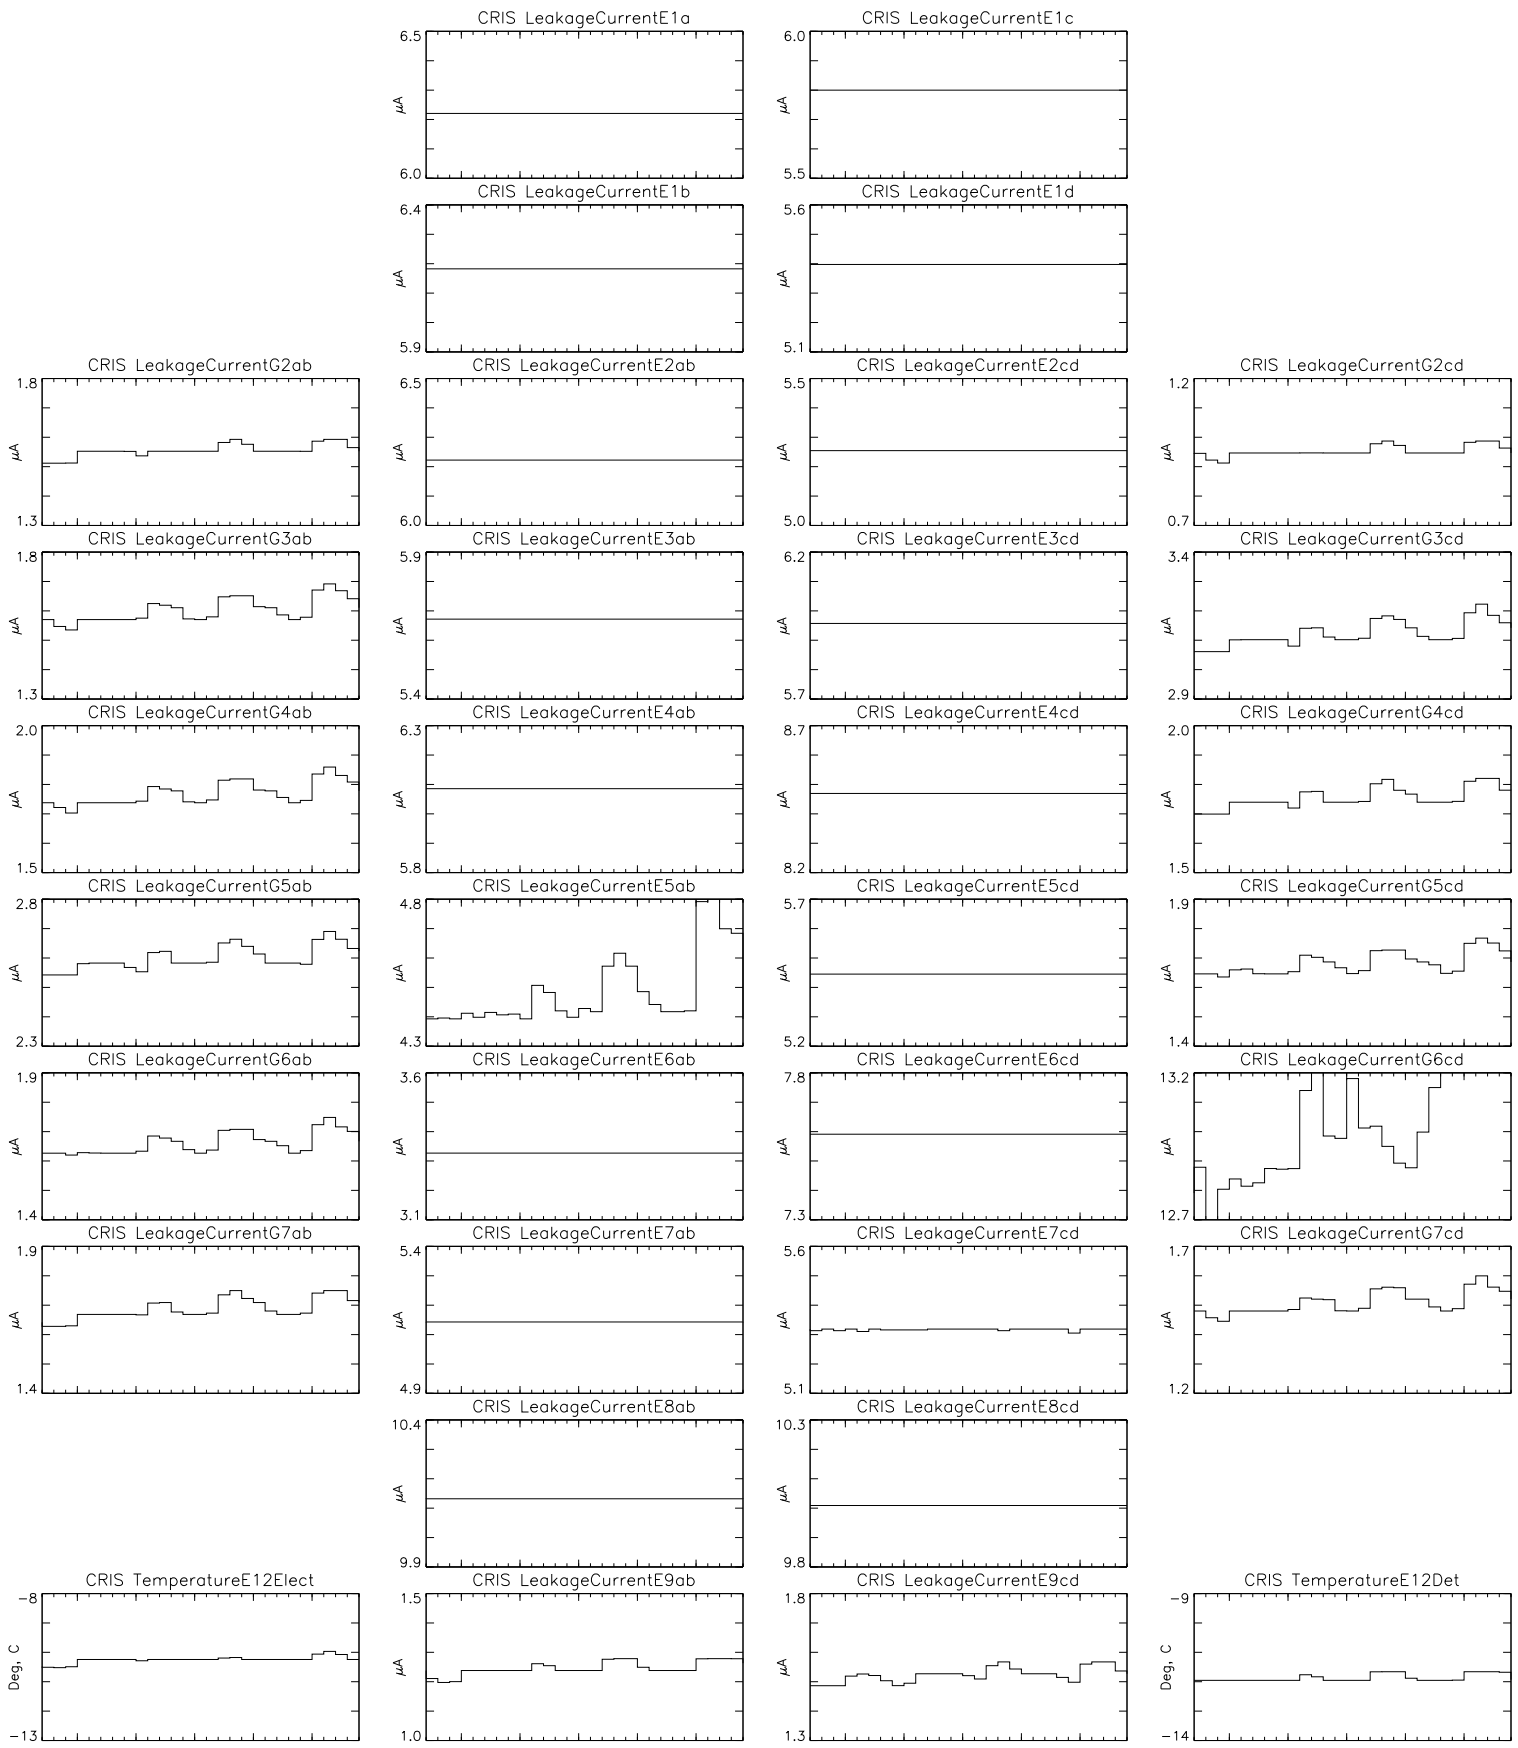 CRIS LeakageCurrentE1a CRIS LeakageCurrentE1c
6.5 6.0
μA μA
6.0 5.5
CRIS LeakageCurrentE1b CRIS LeakageCurrentE1d
6.4 5.6
μA μA
5.9 5.1
CRIS LeakageCurrentG2ab CRIS LeakageCurrentE2ab CRIS LeakageCurrentE2cd CRIS LeakageCurrentG2cd
1.8 6.5 5.5 1.2
μA μA μA μA
1.3 6.0 5.0 0.7
CRIS LeakageCurrentG3ab CRIS LeakageCurrentE3ab CRIS LeakageCurrentE3cd CRIS LeakageCurrentG3cd
1.8 5.9 6.2 3.4
μA μA μA μA
1.3 5.4 5.7 2.9
CRIS LeakageCurrentG4ab CRIS LeakageCurrentE4ab CRIS LeakageCurrentE4cd CRIS LeakageCurrentG4cd
2.0 6.3 8.7 2.0
μA μA μA μA
1.5 5.8 8.2 1.5
CRIS LeakageCurrentG5ab CRIS LeakageCurrentE5ab CRIS LeakageCurrentE5cd CRIS LeakageCurrentG5cd
2.8 4.8 5.7 1.9
μA μA μA μA
2.3 4.3 5.2 1.4
CRIS LeakageCurrentG6ab CRIS LeakageCurrentE6ab CRIS LeakageCurrentE6cd CRIS LeakageCurrentG6cd
1.9 3.6 7.8 13.2
μA μA μA μA
1.4 3.1 7.3 12.7
CRIS LeakageCurrentG7ab CRIS LeakageCurrentE7ab CRIS LeakageCurrentE7cd CRIS LeakageCurrentG7cd
1.9 5.4 5.6 1.7
μA μA μA μA
1.4 4.9 5.1 1.2
CRIS LeakageCurrentE8ab CRIS LeakageCurrentE8cd
10.4 10.3
μA μA
9.9 9.8
CRIS TemperatureE12Elect CRIS LeakageCurrentE9ab CRIS LeakageCurrentE9cd CRIS TemperatureE12Det
-8 1.5 1.8 -9
Deg, C μA μA Deg, C
-13 1.0 1.3 -14